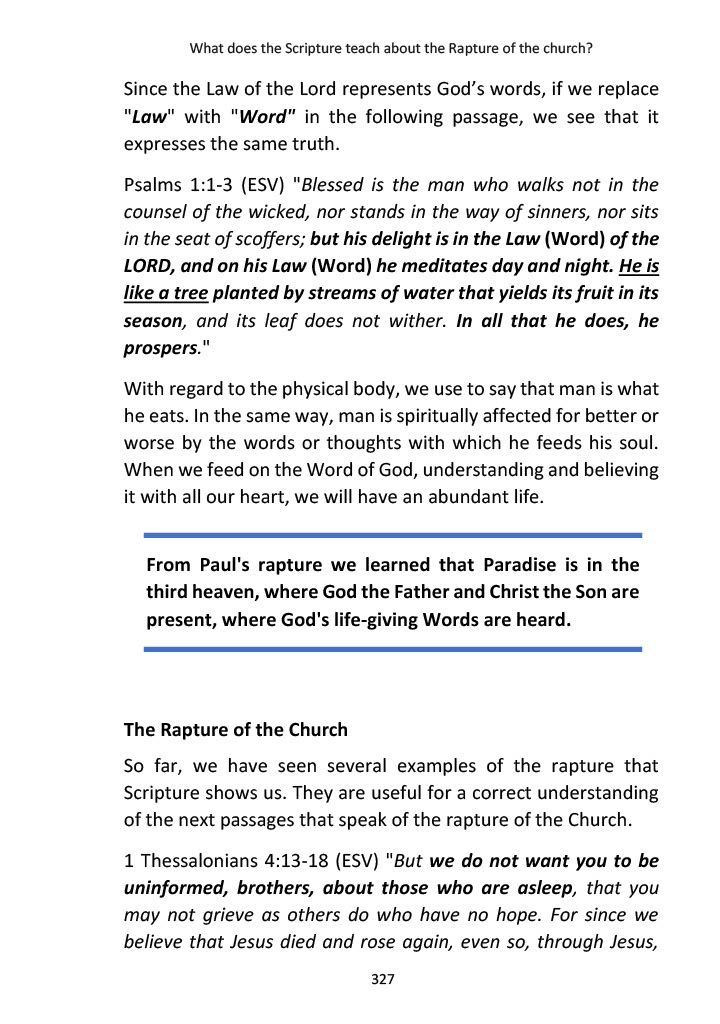 What does the Scripture teach about the Rapture of the church?
Since the Law of the Lord represents God’s words, if we replace
"Law" with "Word" in the following passage, we see that it
expresses the same truth.
Psalms 1:1-3 (ESV) "Blessed is the man who walks not in the
counsel of the wicked, nor stands in the way of sinners, nor sits
in the seat of scoffers; but his delight is in the Law (Word) of the
LORD, and on his Law (Word) he meditates day and night. He is
like a tree planted by streams of water that yields its fruit in its
season, and its leaf does not wither. In all that he does, he
prospers."
With regard to the physical body, we use to say that man is what
he eats. In the same way, man is spiritually affected for better or
worse by the words or thoughts with which he feeds his soul.
When we feed on the Word of God, understanding and believing
it with all our heart, we will have an abundant life.
From Paul's rapture we learned that Paradise is in the
third heaven, where God the Father and Christ the Son are
present, where God's life-giving Words are heard.
The Rapture of the Church
So far, we have seen several examples of the rapture that
Scripture shows us. They are useful for a correct understanding
of the next passages that speak of the rapture of the Church.
1 Thessalonians 4:13-18 (ESV) "But we do not want you to be
uninformed, brothers, about those who are asleep, that you
may not grieve as others do who have no hope. For since we
believe that Jesus died and rose again, even so, through Jesus,
327